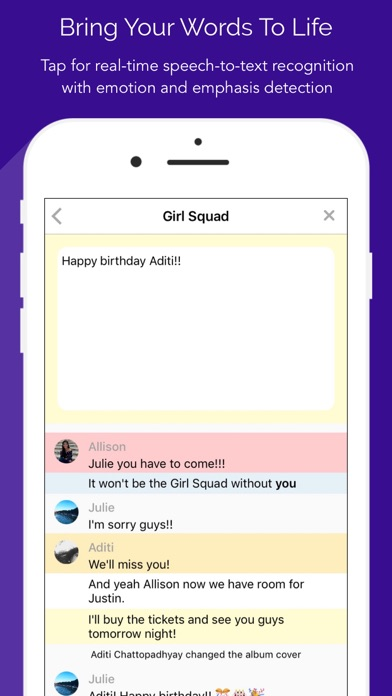 Bring Your Words To Life
Tap for real-time speech-to-text recognition
with emotion and emphasis detection
Girl Squad
Happy birthday Aditi!!
Allison
Julie you have to come!!!
It won't be the Girl Squad without you
Julie
I'm sorry guys!!
Aditi
We'll miss you!
And yeah Allison now we have room for
Justin.
I'll buy the tickets and see you guys
tomorrow night!
Aditi Chattopadhyay changed the album cover
Julie
Aditi! Happy birthday!!